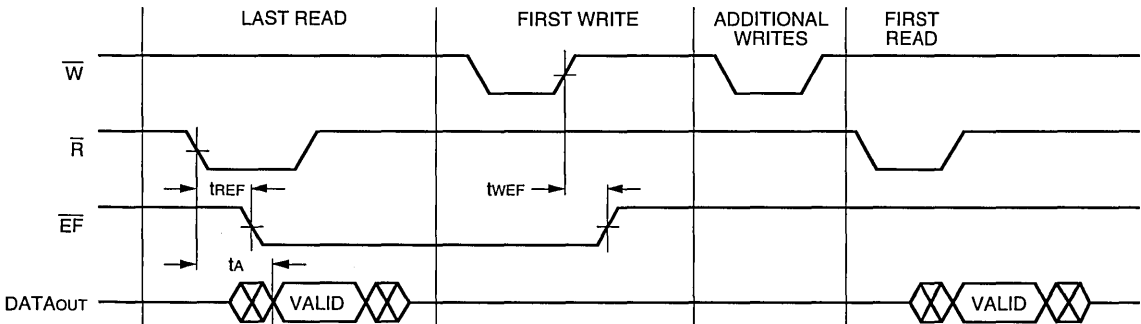 LAST READ
FIRST WRITE
ADDITIONAL
WRITES
FIRST
READ
W
R
tREF
tWEF
EF
tA
DATAOUT
VALID
VALID